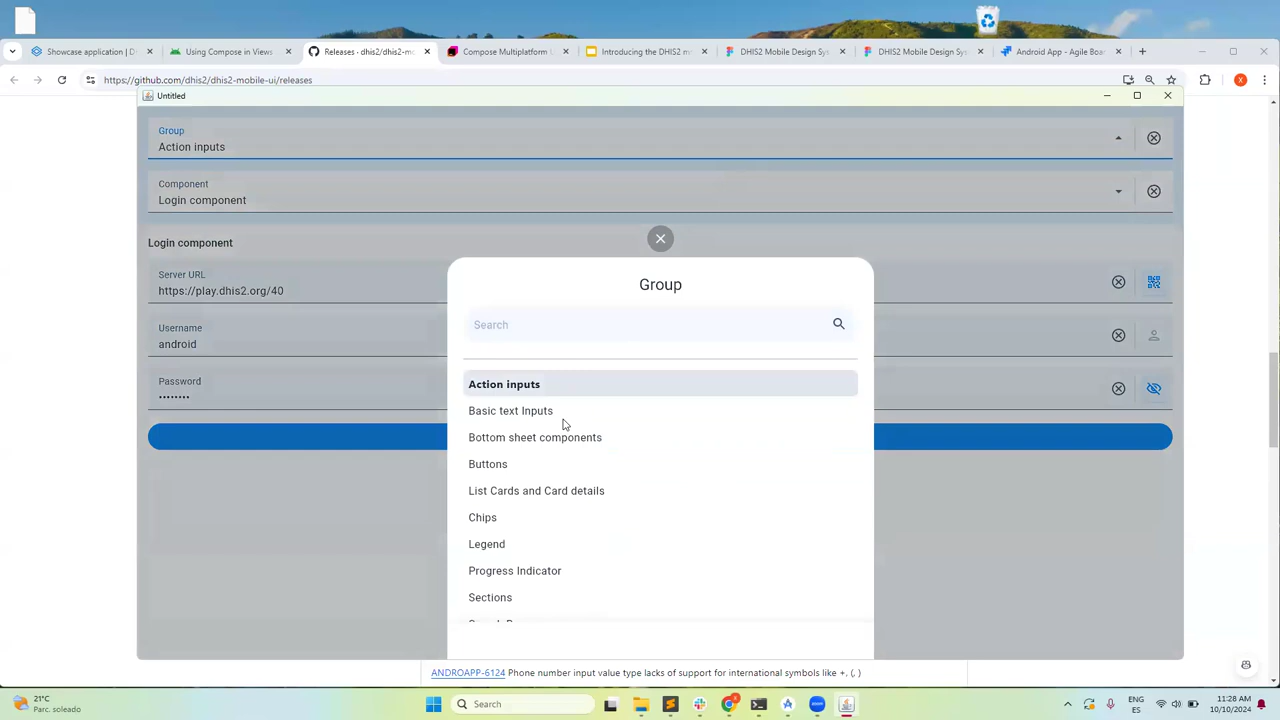 Showcase application | D
Using Compose in Views
Releases · dhis2/dhis2-mo
Compose Multiplatform U
Introducing the DHIS2 m
DHIS2 Mobile Design Sys
DHIS2 Mobile Design Sys
Android App - Agile Boa
https://github.com/dhis2/dhis2-mobile-ui/releases
Untitled
Group
Action inputs
Component
Login component
Login component
Server URL
https://play.dhis2.org/40
Username
android
Password
••••••••
Group
Search
Action inputs
Basic text Inputs
Bottom sheet components
Buttons
List Cards and Card details
Chips
Legend
Progress Indicator
Sections
ANDROAPP-6124 Phone number input value type lacks of support for international symbols like +, (, )
21°C
Parc. soleado
Search
ENG
ES
11:28 AM
10/10/2024